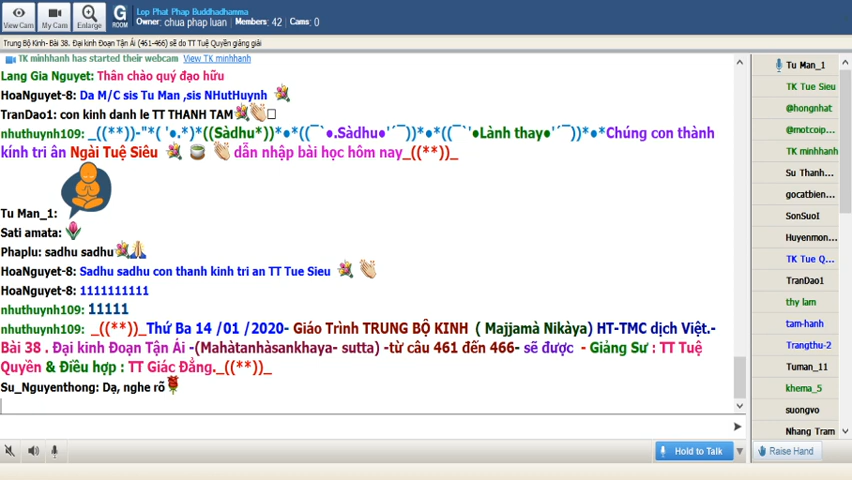 Lop Phat Phap Buddhadhamma
Owner: chua phap luan Members: 42 Cams: 0
View Cam My Cam Enlarge G ROOM
Trung Bộ Kinh- Bài 38. Đại kinh Đoạn Tận Ái (461-466) sẽ do TT Tuệ Quyền giảng giải
TK minhhanh has started their webcam View TK minhhanh
Lang Gia Nguyet: Thân chào quý đạo hữu
HoaNguyet-8: Da M/C sis Tu Man ,sis NHutHuynh
TranDao1: con kinh danh le TT THANH TAM
nhuthuynh109: _((**))-"*( '●.*)*((Sàdhu*))*●*((¯`●.Sàdhu●'´¯))*●*((¯`'●Lành thay●'´¯))*●*Chúng con thành
kính tri ân Ngài Tuệ Siêu dẫn nhập bài học hôm nay_((**))_
Tu Man_1:
Sati amata:
Phaplu: sadhu sadhu
HoaNguyet-8: Sadhu sadhu con thanh kinh tri an TT Tue Sieu
HoaNguyet-8: 1111111111
nhuthuynh109: 11111
nhuthuynh109: _((**))_Thứ Ba 14 /01 /2020- Giáo Trình TRUNG BỘ KINH ( Majjamà Nikàya) HT-TMC dịch Việt.-
Bài 38 . Đại kinh Đoạn Tận Ái -(Mahàtanhàsankhaya- sutta) -từ câu 461 đến 466- sẽ được - Giảng Sư : TT Tuệ
Quyền & Điều hợp : TT Giác Đẳng._((**))_
Su_Nguyenthong: Dạ, nghe rõ
Hold to Talk
Raise Hand
Tu Man_1
TK Tue Sieu
@hongnhat
@motcoip...
TK minhhanh
Su Thanh...
gocatbien...
SonSuoI
Huyenmon...
TK Tue Q...
TranDao1
thy lam
tam-hanh
Trangthu-2
Tuman_11
khema_5
suongvo
Nhang Tram